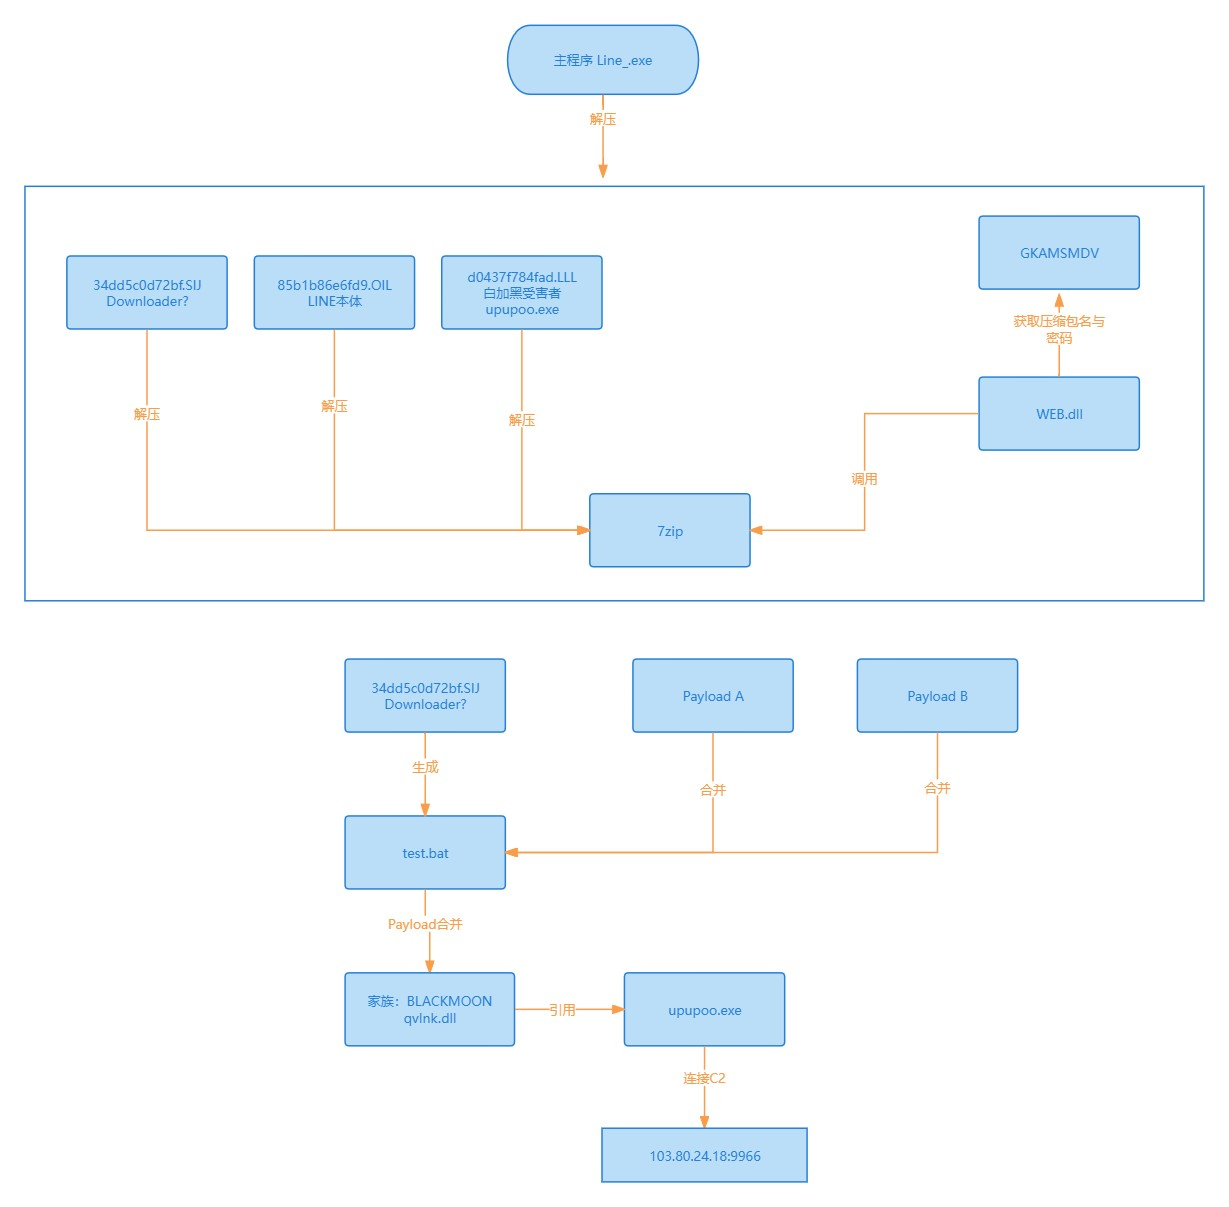 主程序 Line_.exe
解压
34dd5c0d72bf.SIJ
Downloader?
85b1b86e6fd9.OIL
LINE本体
d0437f784fad.LLL
白加黑受害者
upupoo.exe
GKAMSMDV
获取压缩包名与
密码
WEB.dll
解压
解压
解压
调用
7zip
34dd5c0d72bf.SIJ
Downloader?
Payload A
Payload B
生成
合并
合并
test.bat
Payload合并
家族：BLACKMOON
qvlnk.dll
引用
upupoo.exe
连接C2
103.80.24.18:9966